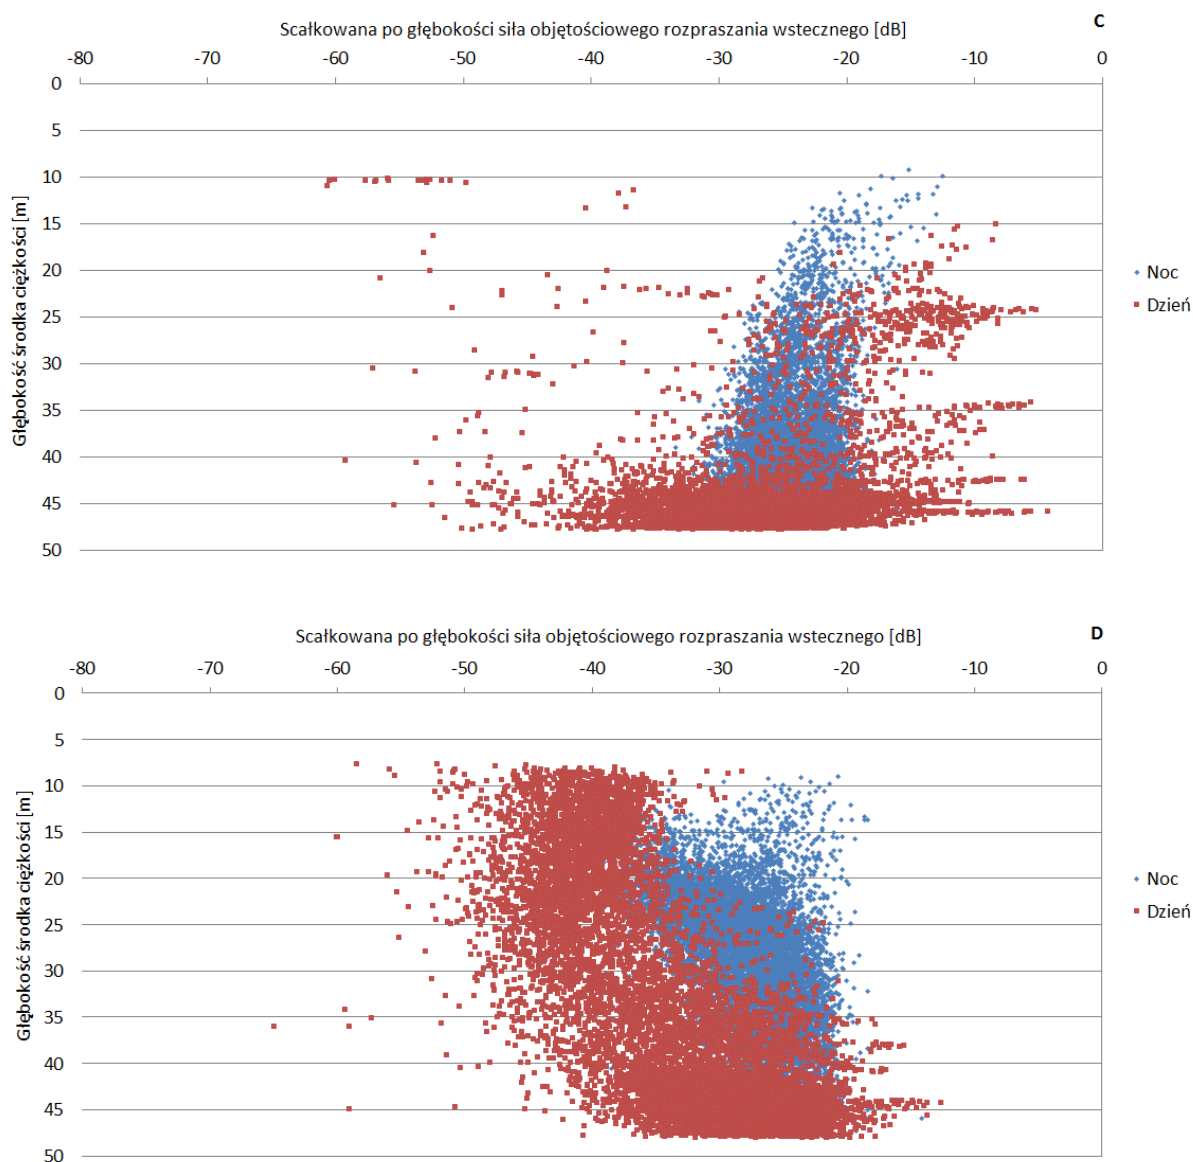 Scałkowana po głębokości siła objętościowego rozpraszania wstecznego [dB]
C
-80 -70 -60 -50 -40 -30 -20 -10 0
0
5
10
15
20
25
30
35
40
45
50
Głębokość środka ciężkości [m]
Noc
Dzień
Scałkowana po głębokości siła objętościowego rozpraszania wstecznego [dB]
D
-80 -70 -60 -50 -40 -30 -20 -10 0
0
5
10
15
20
25
30
35
40
45
50
Głębokość środka ciężkości [m]
Noc
Dzień